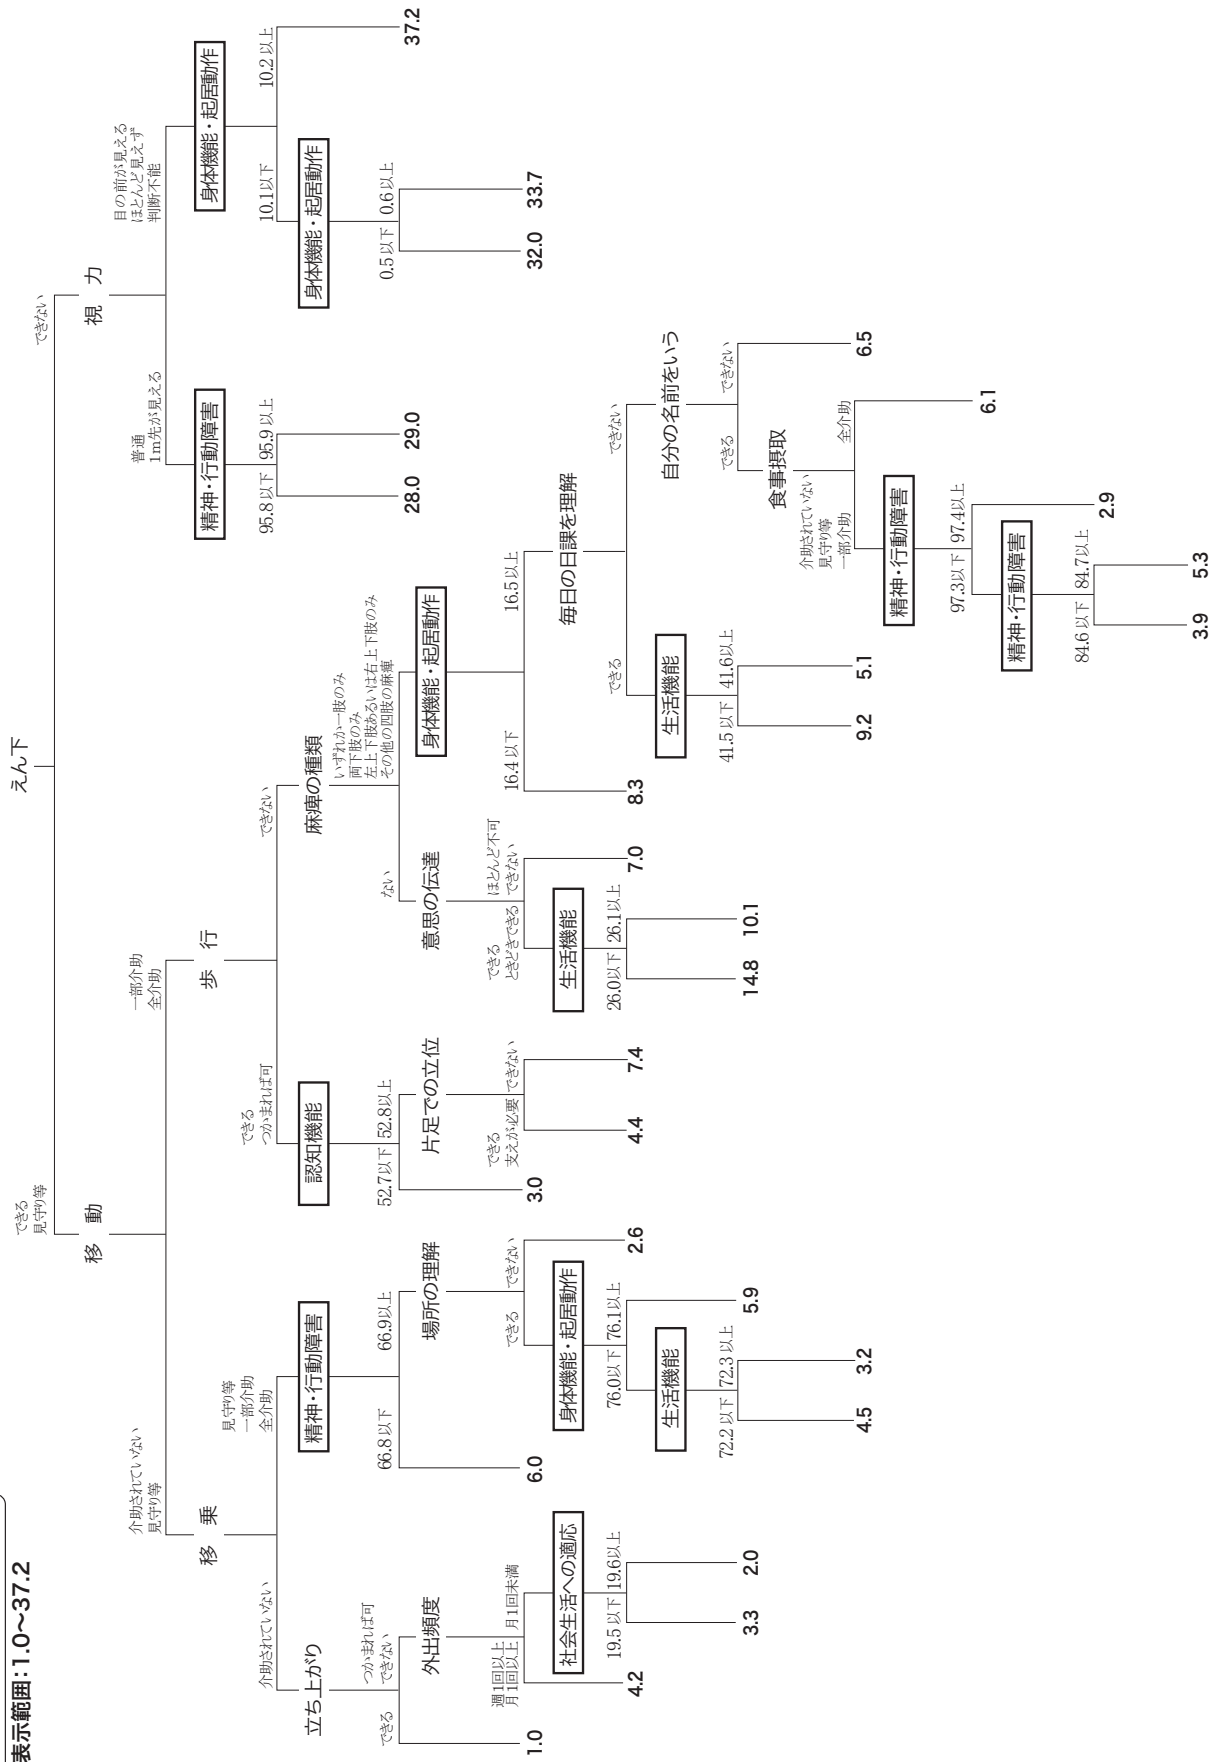 表示範囲:1.0〜37.2
えん下
できる
見守り等
できない
移動
視力
介助されていない
見守り等
一部介助
全介助
普通
1m先が見える
目の前が見える
ほとんど見えず
判断不能
移乗
歩行
精神・行動障害
身体機能・起居動作
介助されていない
見守り等
一部介助
全介助
できる
つかまれば可
できない
95.8以下
95.9以上
10.1以下
10.2以上
立ち上がり
精神・行動障害
認知機能
麻痺の種類
身体機能・起居動作
できる
つかまれば可
できない
66.8以下
66.9以上
52.7以下
52.8以上
ない
いずれか一肢のみ
両下肢のみ
左上下肢あるいは右上下肢のみ
その他の四肢の麻痺
28.0
29.0
0.5以下
0.6以上
37.2
外出頻度
場所の理解
片足での立位
意思の伝達
身体機能・起居動作
週1回以上
月1回以上
月1回未満
できる
できない
できる
支えが必要
できない
できる
ときどきできる
ほとんど不可
できない
16.4以下
16.5以上
1.0
6.0
3.0
32.0
33.7
社会生活への適応
身体機能・起居動作
生活機能
毎日の日課を理解
19.5以下
19.6以上
76.0以下
76.1以上
26.0以下
26.1以上
できる
できない
4.2
2.6
4.4
7.4
7.0
8.3
生活機能
生活機能
自分の名前をいう
72.2以下
72.3以上
41.5以下
41.6以上
できる
できない
3.3
2.0
5.9
14.8
10.1
食事摂取
介助されていない
見守り等
一部介助
全介助
4.5
3.2
9.2
5.1
6.5
精神・行動障害
97.3以下
97.4以上
6.1
精神・行動障害
84.6以下
84.7以上
2.9
3.9
5.3